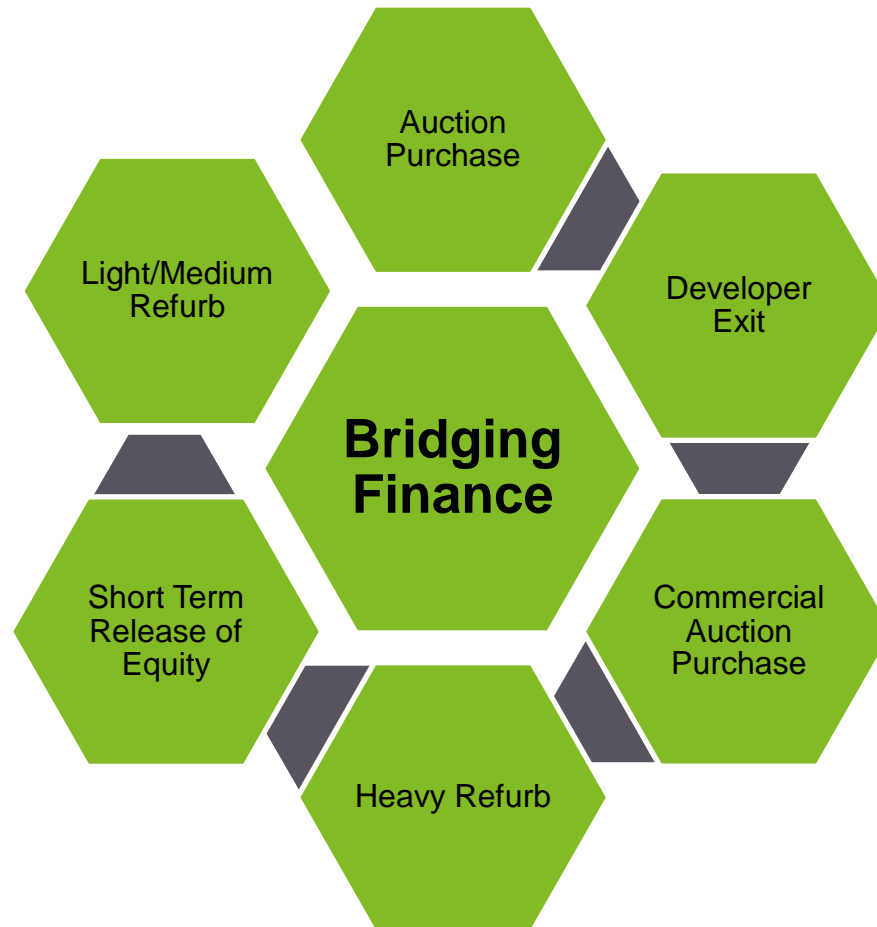 Auction
Purchase
Developer
Exit
Commercial
Auction
Purchase
Heavy Refurb
Short Term
Release of
Equity
Light/Medium
Refurb
Bridging
Finance